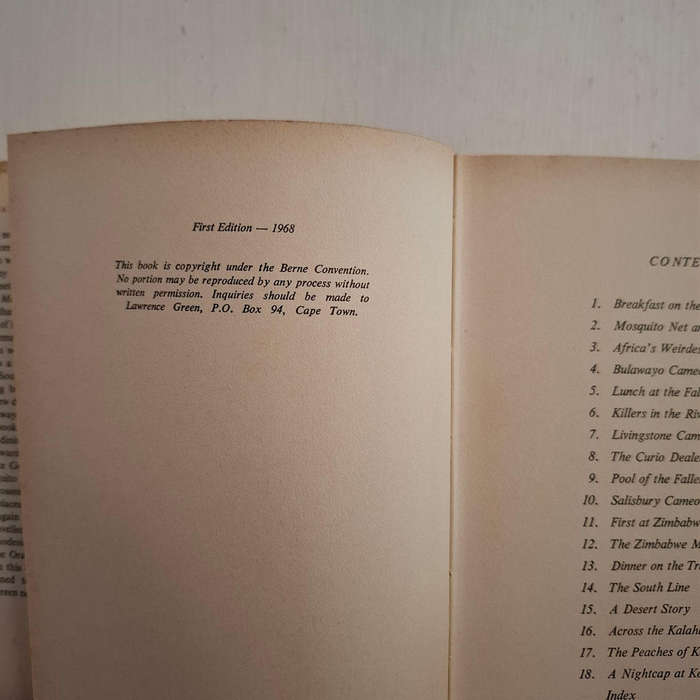 First Edition — 1968
This book is copyright under the Berne Convention.
No portion may be reproduced by any process without
written permission. Inquiries should be made to
Lawrence Green, P.O. Box 94, Cape Town.
CONTE
1. Breakfast on the
2. Mosquito Net
3. Africa's Weirdes
4. Bulawayo Cameo
5. Lunch at the Fal
6. Killers in the Riv
7. Livingstone Cam
8. The Curio Deale
9. Pool of the Falle
10. Salisbury Cameo
11. First at Zimbabw
12. The Zimbabwe M
13. Dinner on the Tr
14. The South Line
15. A Desert Story
16. Across the Kalah
17. The Peaches of K
18. A Nightcap at K
Index